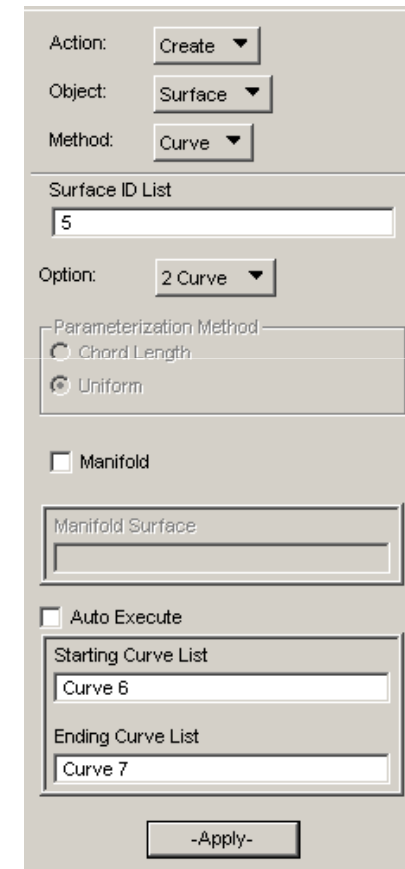 Action: Create
Object: Surface
Method: Curve
Surface ID List
5
Option: 2 Curve
Parameterization Method
Chord Length
Uniform
Manifold
Manifold Surface
Auto Execute
Starting Curve List
Curve 6
Ending Curve List
Curve 7
-Apply-